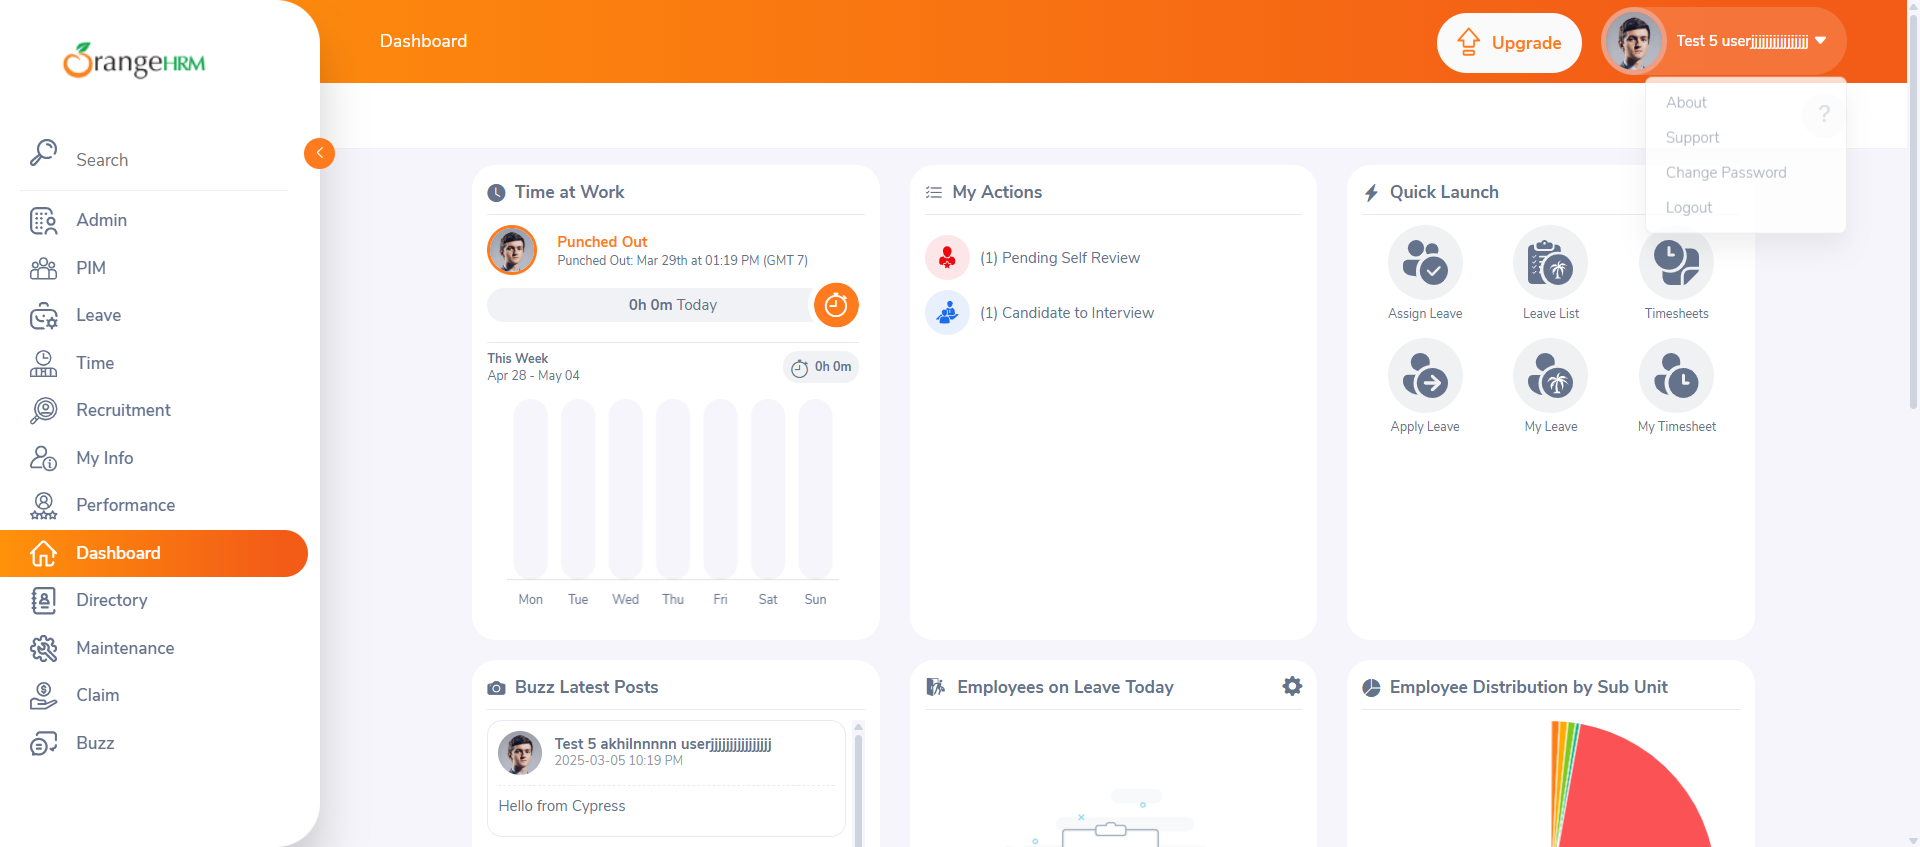 OrangeHRM
Search
Admin
PIM
Leave
Time
Recruitment
My Info
Performance
Dashboard
Directory
Maintenance
Claim
Buzz
Dashboard
Upgrade
Test 5 userjjjjjjjjjjjjjjjj
About
Support
Change Password
Logout
?
Time at Work
Punched Out
Punched Out: Mar 29th at 01:19 PM (GMT 7)
0h 0m Today
This Week
Apr 28 - May 04
0h 0m
Mon Tue Wed Thu Fri Sat Sun
My Actions
(1) Pending Self Review
(1) Candidate to Interview
Quick Launch
Assign Leave Leave List Timesheets
Apply Leave My Leave My Timesheet
Buzz Latest Posts
Test 5 akhilnnnnn userjjjjjjjjjjjjjjjj
2025-03-05 10:19 PM
Hello from Cypress
Employees on Leave Today
Employee Distribution by Sub Unit